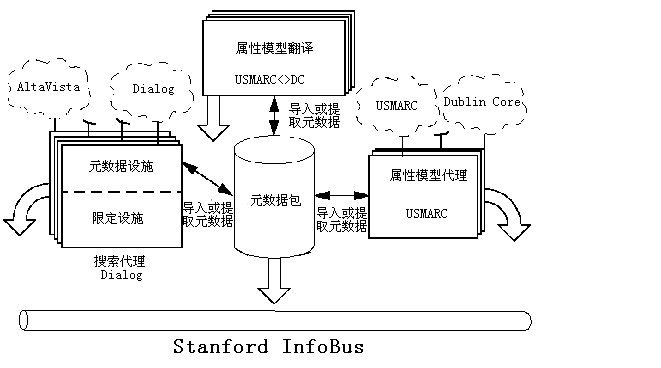 属性模型翻译
USMARC<>DC
AltaVista
Dialog
USMARC
Dublin Core
导入或提
取元数据
元数据设施
限定设施
导入或提
取元数据
元数据包
导入或提
取元数据
属性模型代理
USMARC
搜索代理
Dialog
Stanford InfoBus